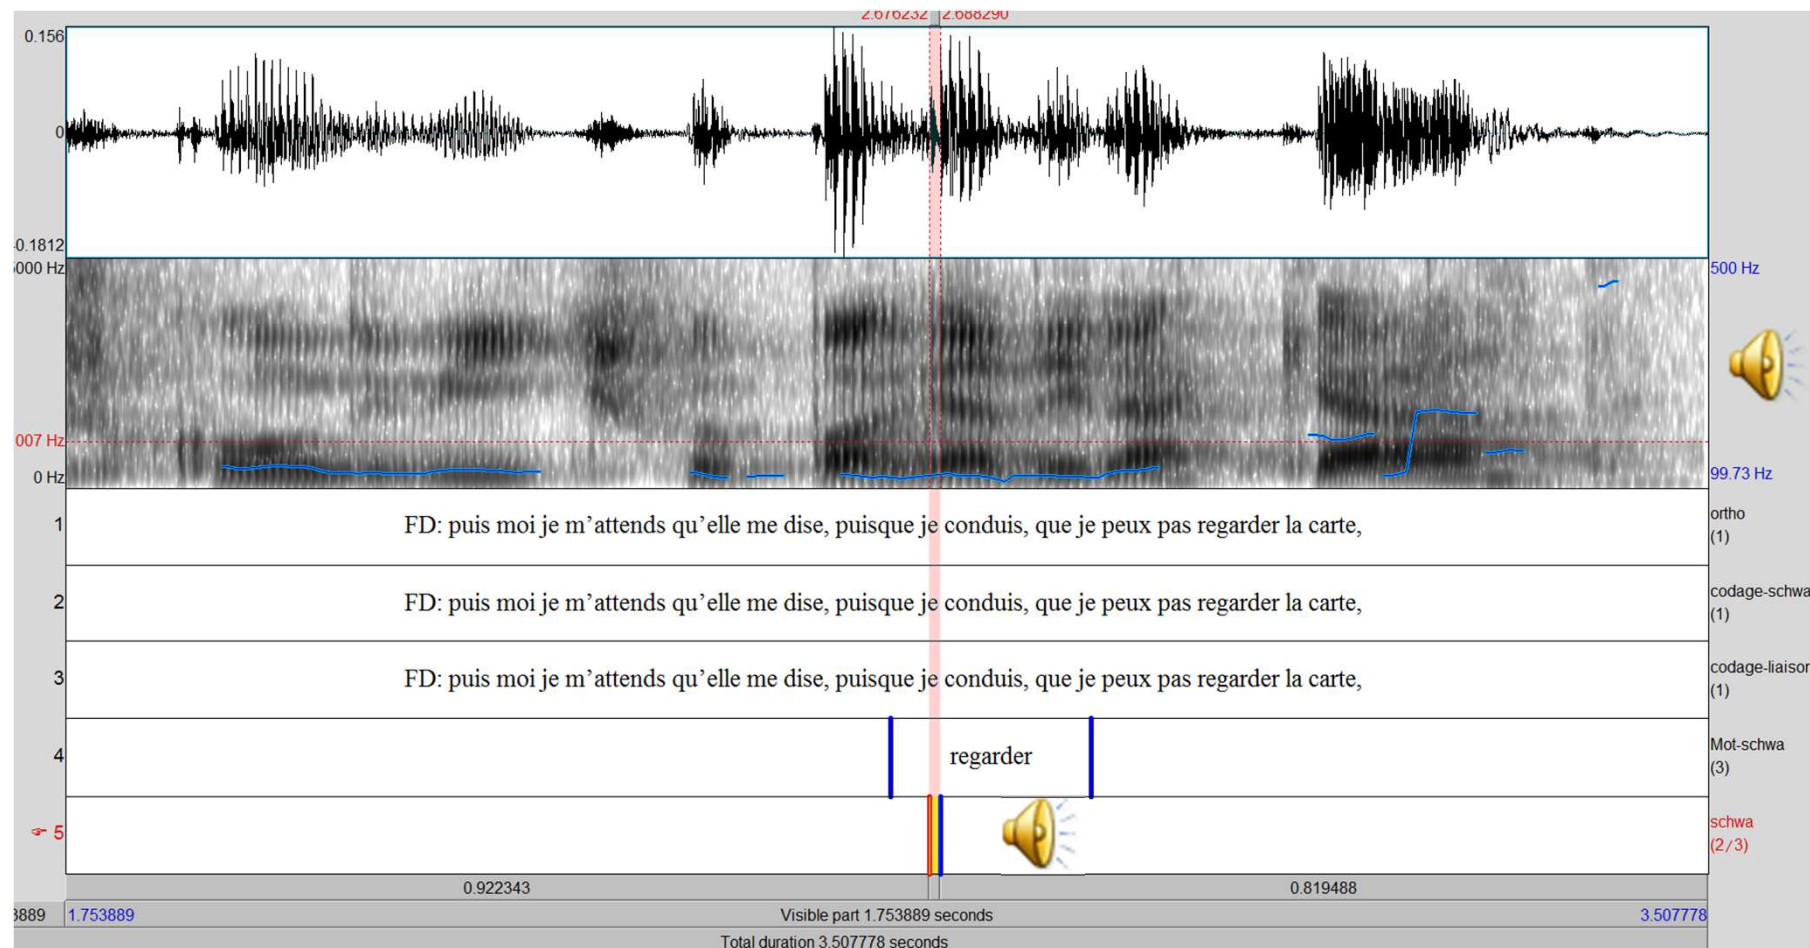 2.676232 2.688290
0.156
0
-0.1812
5000 Hz
500 Hz
007 Hz
0 Hz
99.73 Hz
1 FD: puis moi je m’attends qu’elle me dise, puisque je conduis, que je peux pas regarder la carte, ortho (1)
2 FD: puis moi je m’attends qu’elle me dise, puisque je conduis, que je peux pas regarder la carte, codage-schwa (1)
3 FD: puis moi je m’attends qu’elle me dise, puisque je conduis, que je peux pas regarder la carte, codage-liaison (1)
4 regarder Mot-schwa (3)
5 schwa (2/3)
0.922343 0.819488
3889 1.753889 Visible part 1.753889 seconds 3.507778
Total duration 3.507778 seconds